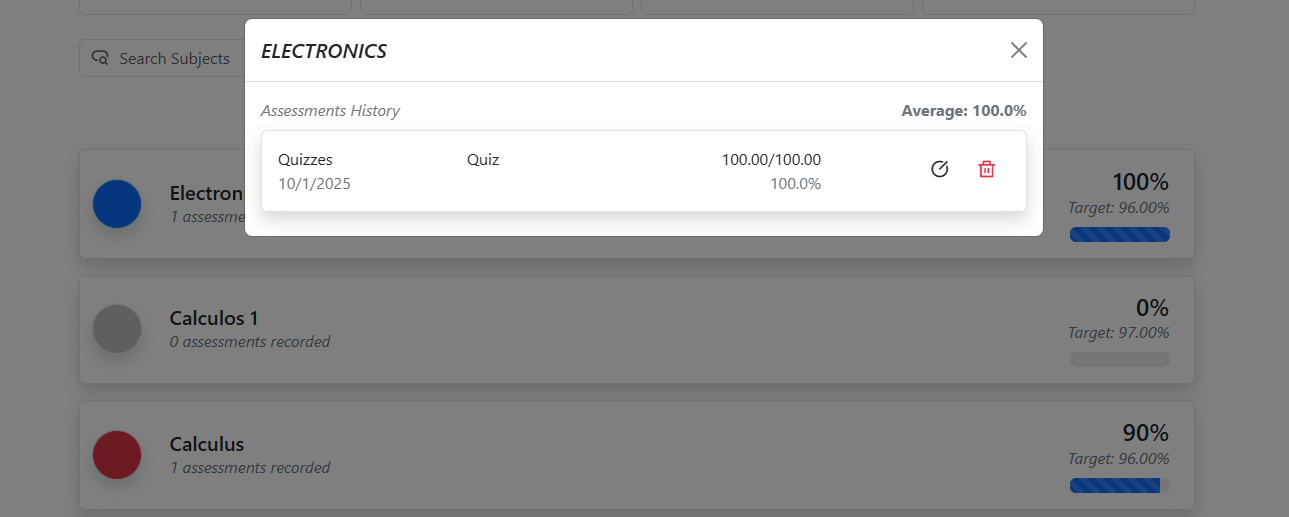 Search Subjects
ELECTRONICS
Assessments History
Average: 100.0%
Quizzes
Quiz
100.00/100.00
10/1/2025
100.0%
1
100%
Target: 96.00%
Calculos 1
0 assessments recorded
0%
Target: 97.00%
Calculus
1 assessments recorded
90%
Target: 96.00%